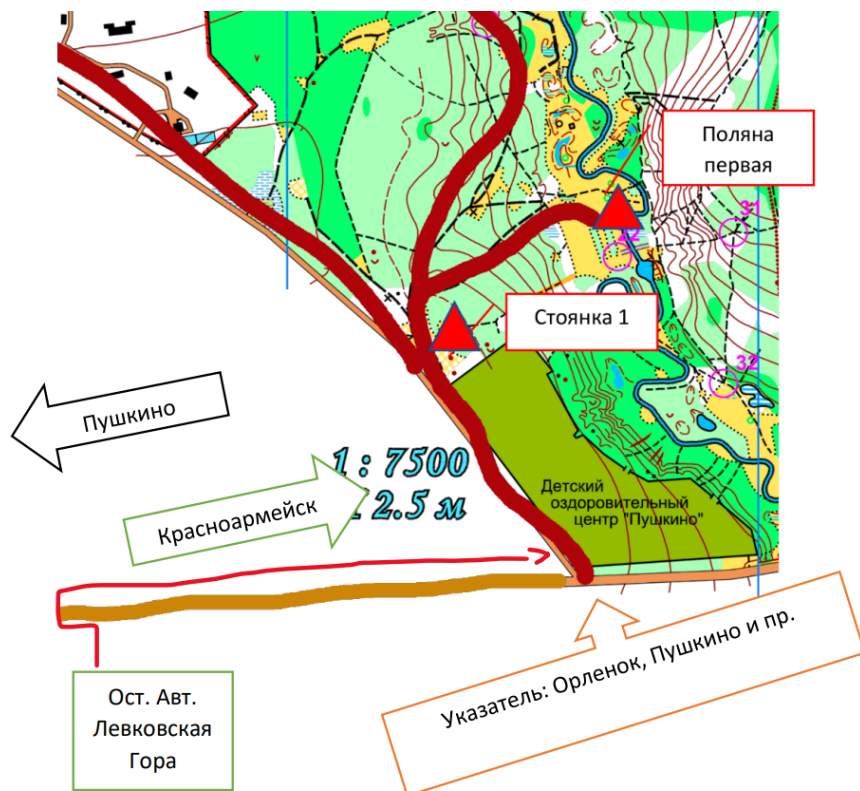 Поляна
первая
31
22
Стоянка 1
32
Пушкино
1 : 7500
2.5 м
Красноармейск
Детский
оздоровительный
центр "Пушкино"
Указатель: Орленок, Пушкино и пр.
Ост. Авт.
Левковская
Гора